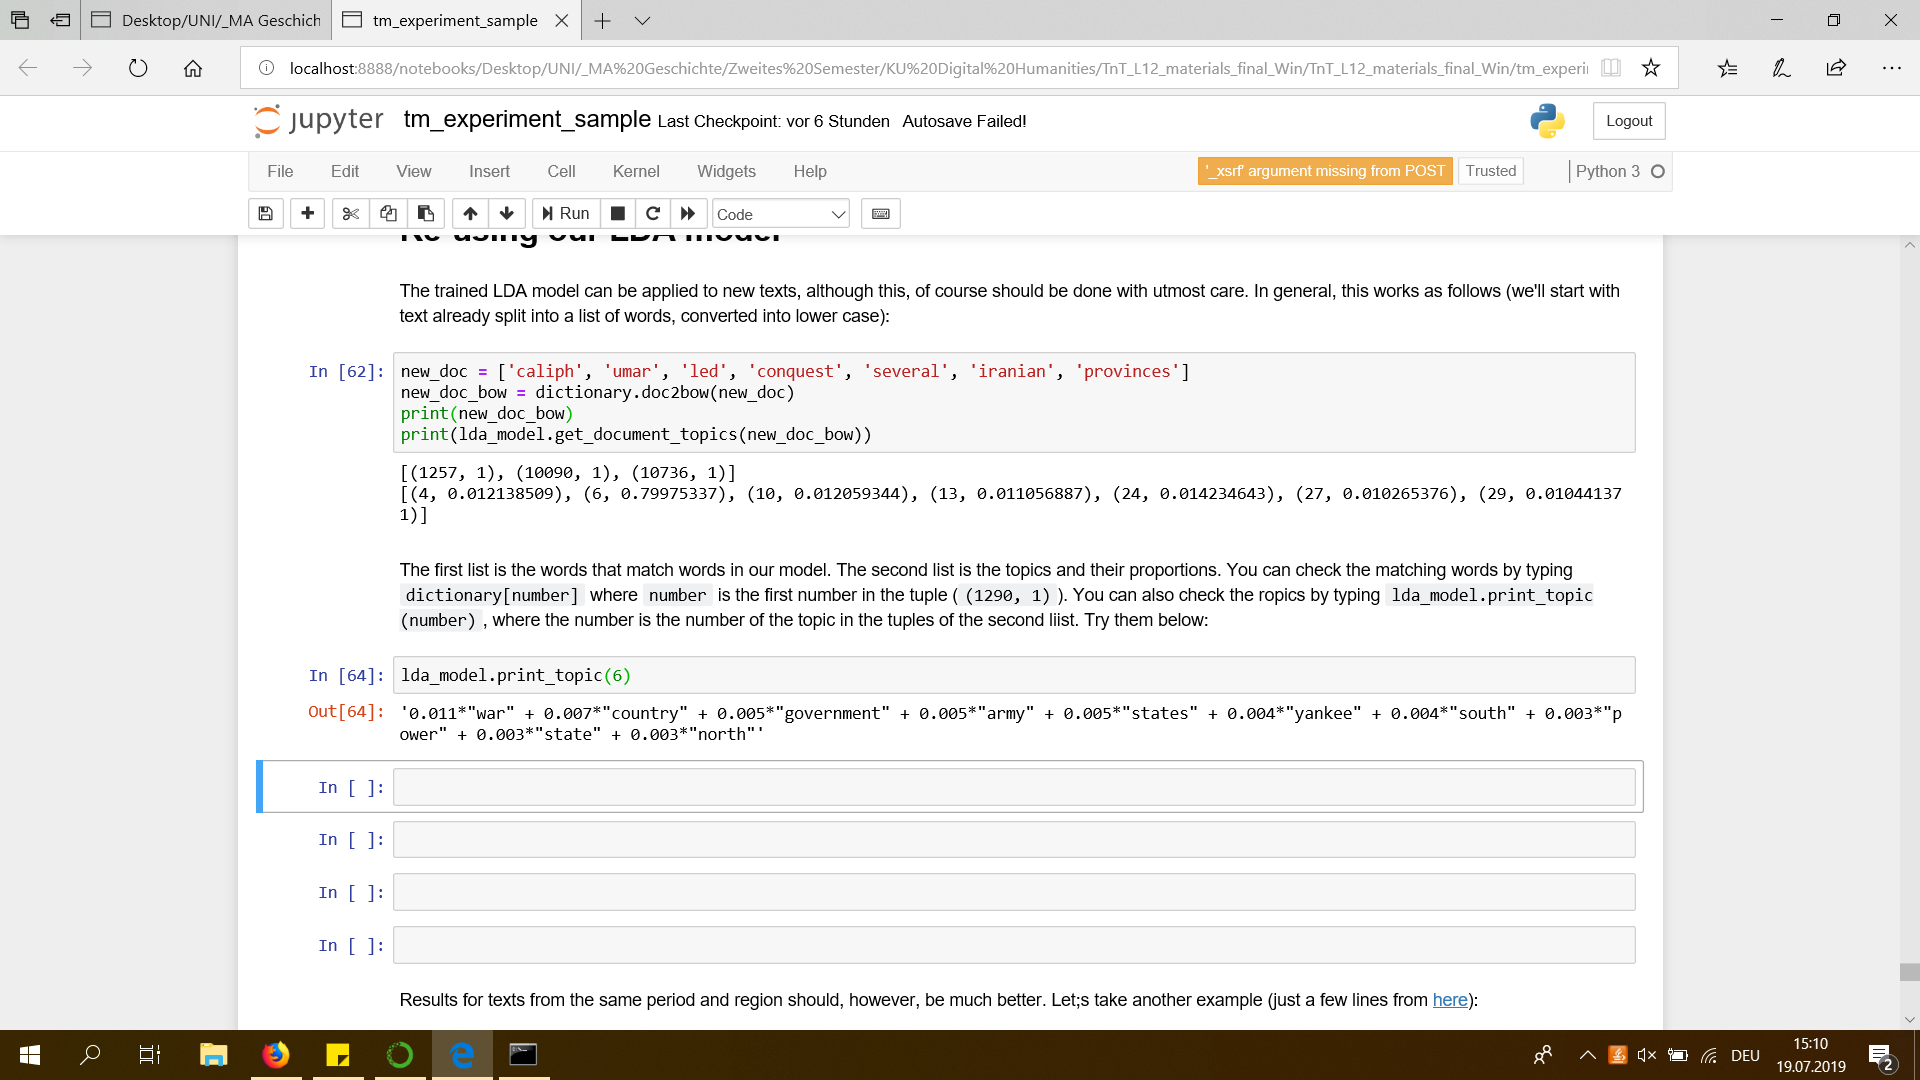 Desktop/UNI/_MA Geschich
tm_experiment_sample
localhost:8888/notebooks/Desktop/UNI/_MA%20Geschichte/Zweites%20Semester/KU%20Digital%20Humanities/TnT_L12_materials_final_Win/TnT_L12_materials_final_Win/tm_experi
jupyter tm_experiment_sample Last Checkpoint: vor 6 Stunden Autosave Failed!
Logout
File Edit View Insert Cell Kernel Widgets Help
'_xsrf' argument missing from POST Trusted Python 3
Run Code
Re-using our LDA model
The trained LDA model can be applied to new texts, although this, of course should be done with utmost care. In general, this works as follows (we'll start with
text already split into a list of words, converted into lower case):
In [62]: new_doc = ['caliph', 'umar', 'led', 'conquest', 'several', 'iranian', 'provinces']
new_doc_bow = dictionary.doc2bow(new_doc)
print(new_doc_bow)
print(lda_model.get_document_topics(new_doc_bow))
[(1257, 1), (10090, 1), (10736, 1)]
[(4, 0.012138509), (6, 0.79975337), (10, 0.012059344), (13, 0.011056887), (24, 0.014234643), (27, 0.010265376), (29, 0.01044137
1)]
The first list is the words that match words in our model. The second list is the topics and their proportions. You can check the matching words by typing
dictionary[number] where number is the first number in the tuple ( (1290, 1) ). You can also check the ropics by typing lda_model.print_topic
(number) , where the number is the number of the topic in the tuples of the second liist. Try them below:
In [64]: lda_model.print_topic(6)
Out[64]: '0.011*"war" + 0.007*"country" + 0.005*"government" + 0.005*"army" + 0.005*"states" + 0.004*"yankee" + 0.004*"south" + 0.003*"p
ower" + 0.003*"state" + 0.003*"north"'
In [ ]:
In [ ]:
In [ ]:
In [ ]:
Results for texts from the same period and region should, however, be much better. Let;s take another example (just a few lines from here):
DEU
15:10
19.07.2019
2